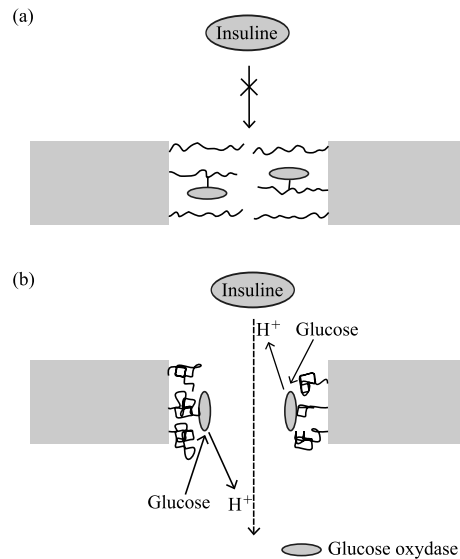 (a)
Insuline
(b)
Insuline
H+
Glucose
Glucose
H+
Glucose oxydase